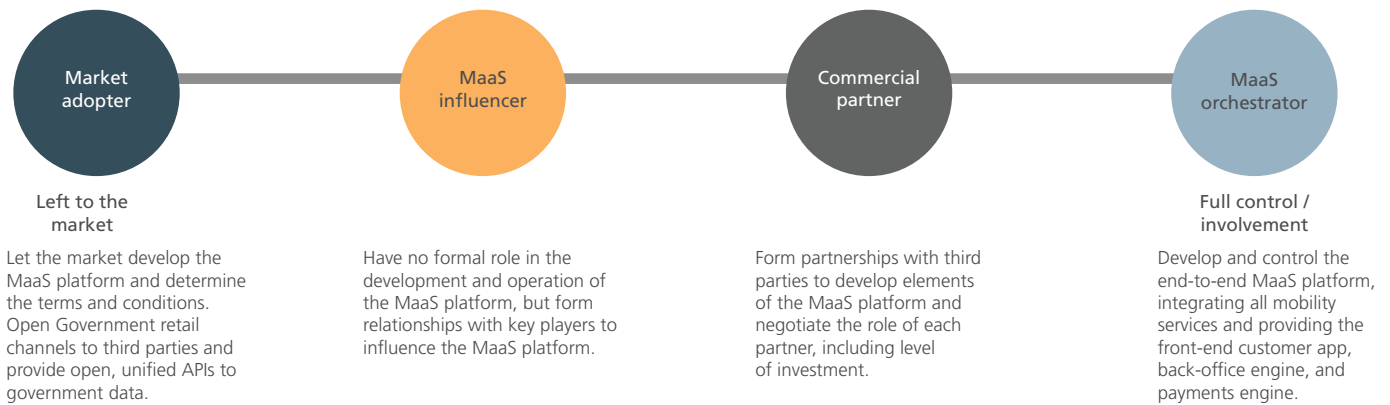 Market
adopter
MaaS
influencer
Commercial
partner
MaaS
orchestrator
Left to the
market
Full control /
involvement
Let the market develop the
MaaS platform and determine
the terms and conditions.
Open Government retail
channels to third parties and
provide open, unified APIs to
government data.
Have no formal role in the
development and operation of
the MaaS platform, but form
relationships with key players to
influence the MaaS platform.
Form partnerships with third
parties to develop elements
of the MaaS platform and
negotiate the role of each
partner, including level
of investment.
Develop and control the
end-to-end MaaS platform,
integrating all mobility
services and providing the
front-end customer app,
back-office engine, and
payments engine.